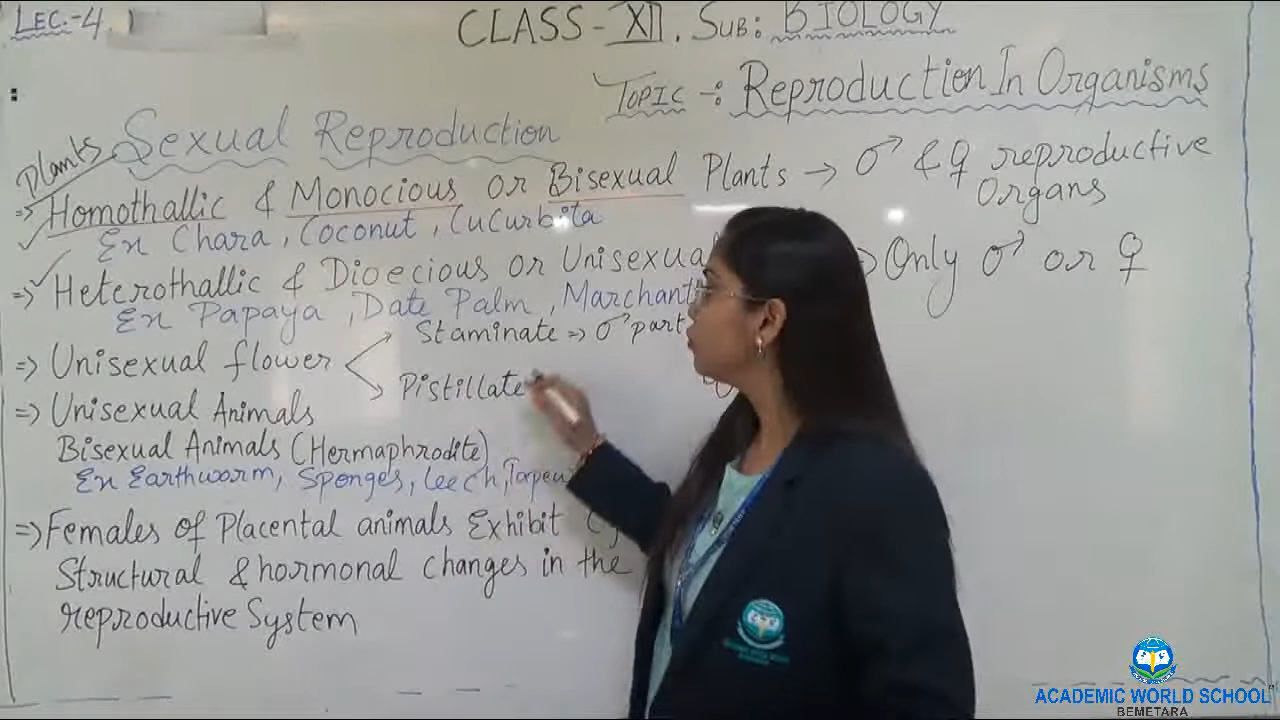 LEC.-4
CLASS - XII. SUB: BIOLOGY
TOPIC -: Reproduction In Organisms
Sexual Reproduction
Plants
=> Homothallic & Monocious or Bisexual Plants → ♂ & ♀ reproductive Organs
Ex Chara, Coconut, Cucurbita
=> Heterothallic & Dioecious or Unisexual => Only ♂ or ♀
Ex Papaya, Date Palm, Marchant
=> Unisexual flower
Staminate => ♂ part
Pistillate
=> Unisexual Animals
Bisexual Animals (Hermaphrodite)
Ex Earthworm, Sponges, Leech,
=> Females of Placental animals Exhibit
Structural & hormonal changes in the
reproductive System
ACADEMIC WORLD SCHOOL
BEMETARA